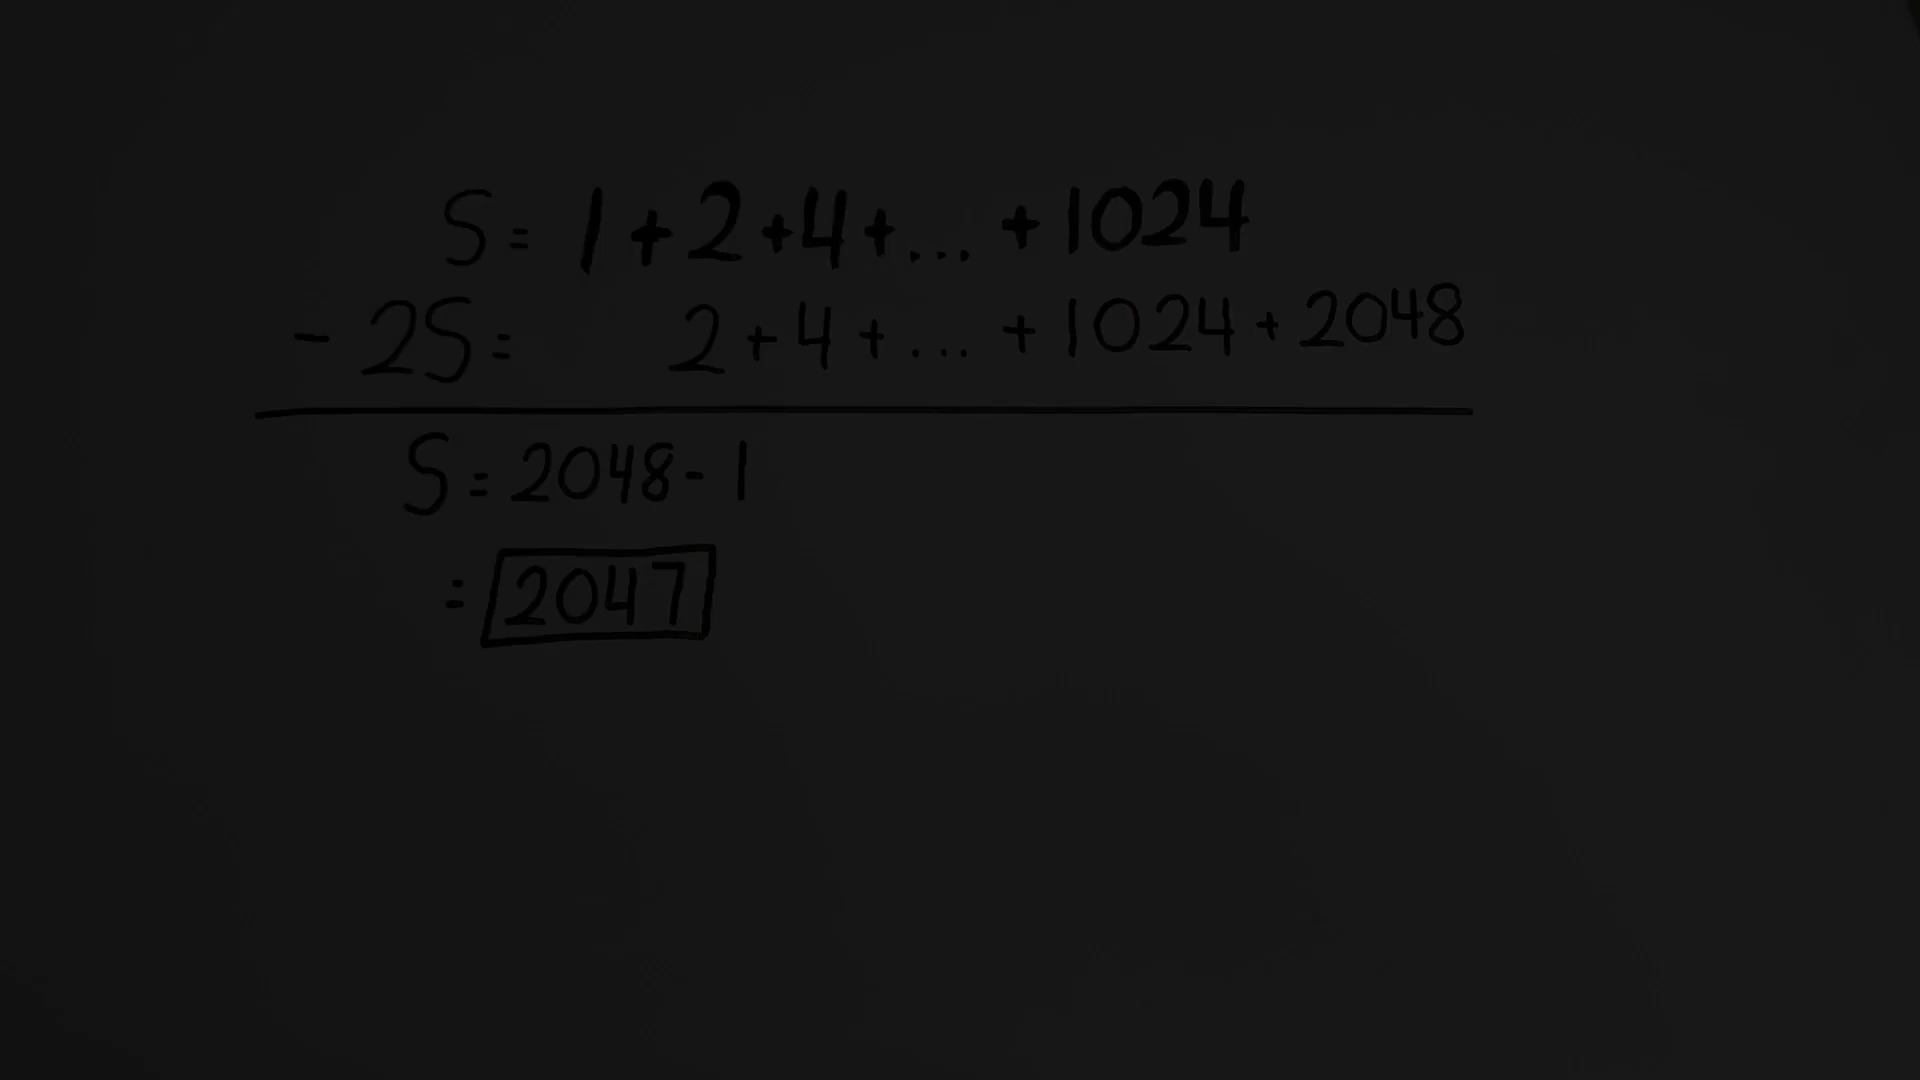 S = 1 + 2 + 4 + ... + 1024
- 2S = 2 + 4 + ... + 1024 + 2048
S = 2048 - 1
= 2047